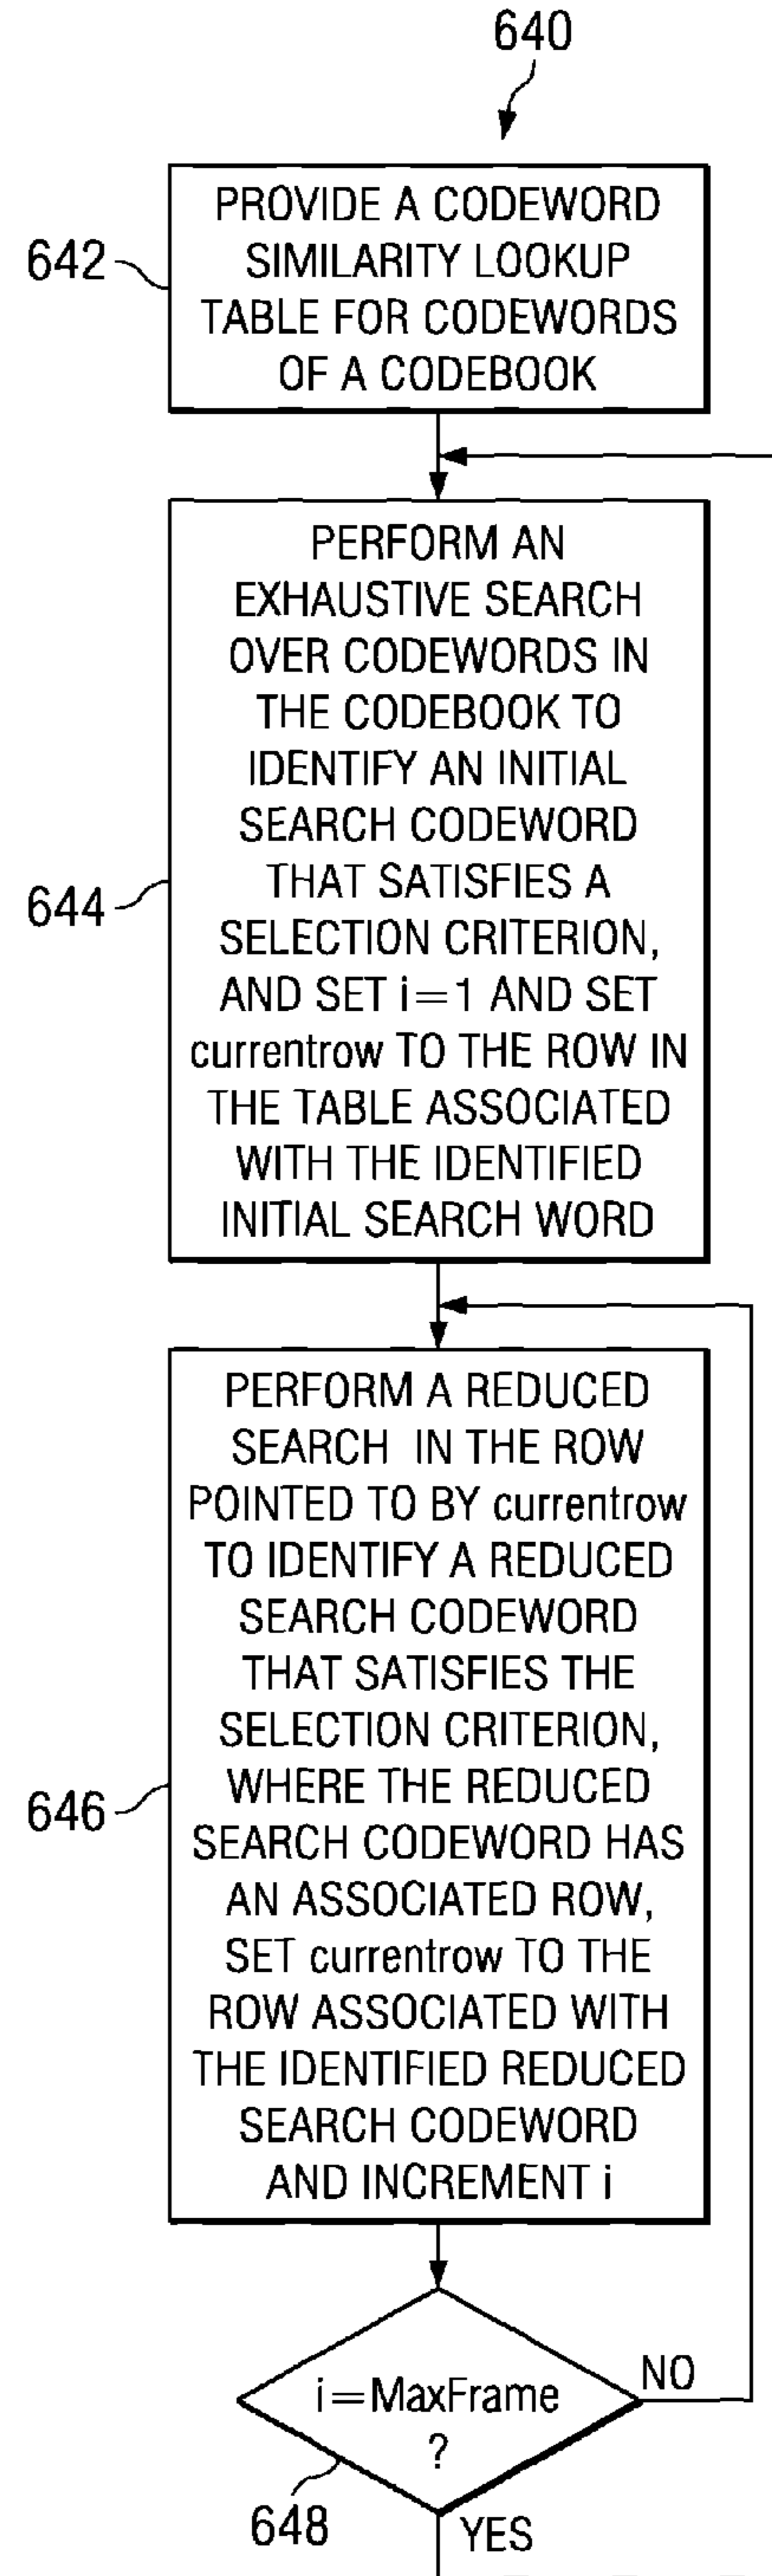 640
642
PROVIDE A CODEWORD
SIMILARITY LOOKUP
TABLE FOR CODEWORDS
OF A CODEBOOK
644
PERFORM AN
EXHAUSTIVE SEARCH
OVER CODEWORDS IN
THE CODEBOOK TO
IDENTIFY AN INITIAL
SEARCH CODEWORD
THAT SATISFIES A
SELECTION CRITERION,
AND SET i=1 AND SET
currentrow TO THE ROW IN
THE TABLE ASSOCIATED
WITH THE IDENTIFIED
INITIAL SEARCH WORD
646
PERFORM A REDUCED
SEARCH IN THE ROW
POINTED TO BY currentrow
TO IDENTIFY A REDUCED
SEARCH CODEWORD
THAT SATISFIES THE
SELECTION CRITERION,
WHERE THE REDUCED
SEARCH CODEWORD HAS
AN ASSOCIATED ROW,
SET currentrow TO THE
ROW ASSOCIATED WITH
THE IDENTIFIED REDUCED
SEARCH CODEWORD
AND INCREMENT i
i=MaxFrame
?
NO
648
YES